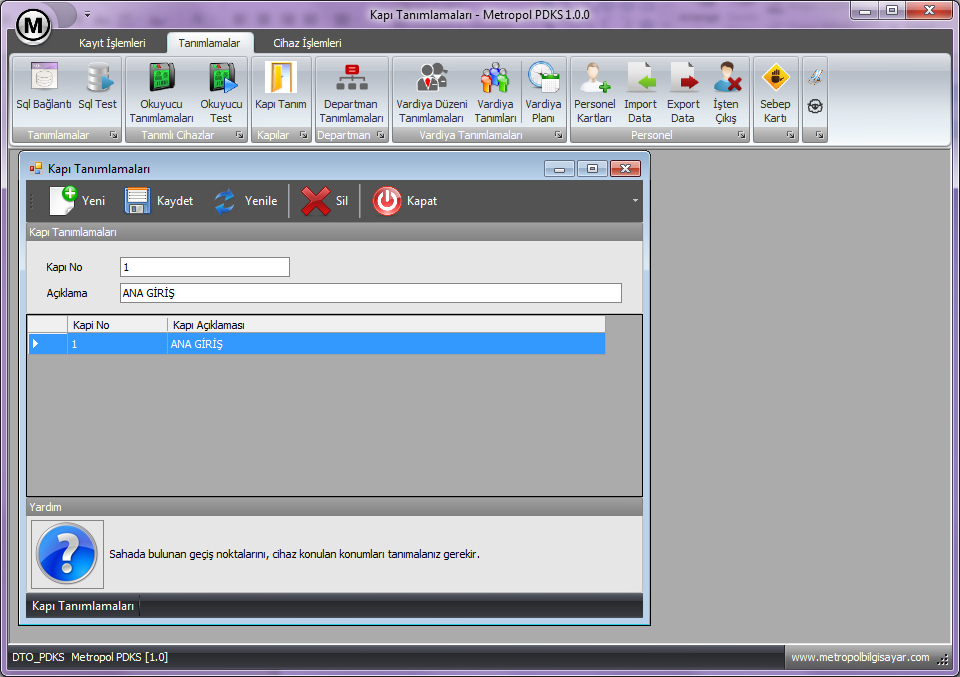 Kapı Tanımlamaları - Metropol PDKS 1.0.0
M
Kayıt İşlemleri Tanımlamalar Cihaz İşlemleri
Sql Bağlantı Sql Test Okuyucu Tanımlamaları Okuyucu Test Kapı Tanım Departman Tanımlamaları Vardiya Düzeni Tanımlamaları Vardiya Tanımları Vardiya Planı Personel Kartları Import Data Export Data İşten Çıkış Sebep Kartı
Tanımlamalar Tanımlı Cihazlar Kapılar Departman Vardiya Tanımlamaları Personel
Kapı Tanımlamaları
Yeni Kaydet Yenile Sil Kapat
Kapı Tanımlamaları
Kapı No 1
Açıklama ANA GİRİŞ
Kapi No Kapı Açıklaması
1 ANA GİRİŞ
Yardım
Sahada bulunan geçiş noktalarını, cihaz konulan konumları tanımalanız gerekir.
Kapı Tanımlamaları
DTO_PDKS Metropol PDKS [1.0] www.metropolbilgisayar.com